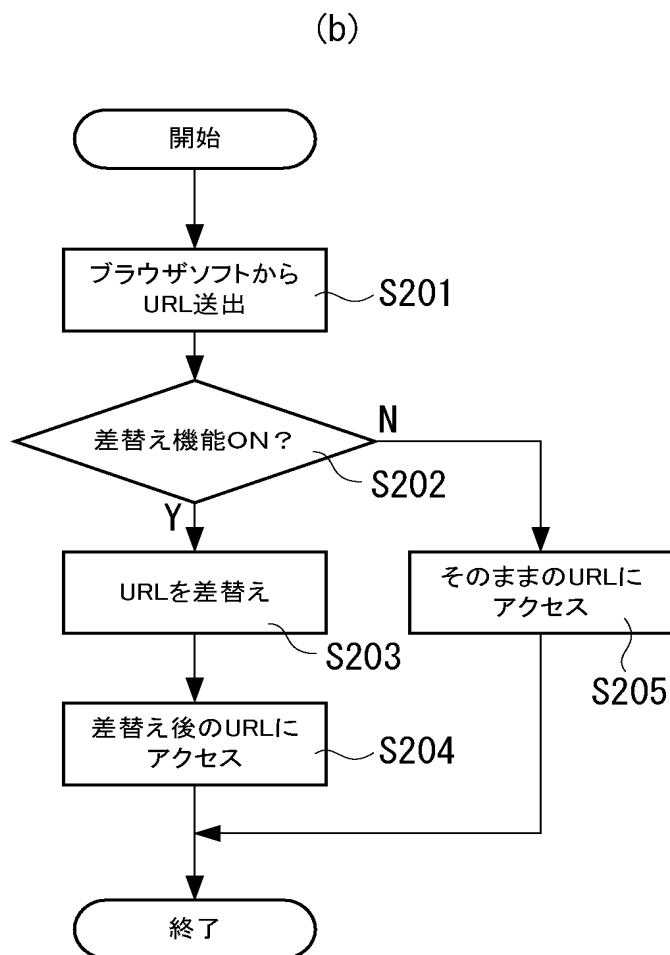 (b)
開始
ブラウザソフトから
URL送出
S201
差替え機能ON？
N
S202
Y
URLを差替え
S203
そのままのURLに
アクセス
S205
差替え後のURLに
アクセス
S204
終了